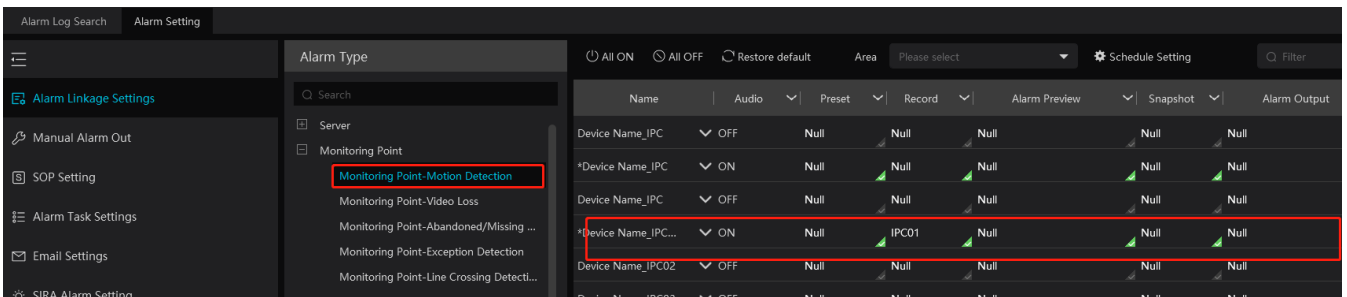 Alarm Log Search Alarm Setting
Alarm Linkage Settings
Manual Alarm Out
SOP Setting
Alarm Task Settings
Email Settings
SIRA Alarm Setting
Alarm Type
Search
Server
Monitoring Point
Monitoring Point-Motion Detection
Monitoring Point-Video Loss
Monitoring Point-Abandoned/Missing ...
Monitoring Point-Exception Detection
Monitoring Point-Line Crossing Detecti...
All ON All OFF Restore default Area Please select Schedule Setting Filter
Name Audio Preset Record Alarm Preview Snapshot Alarm Output
Device Name_IPC OFF Null Null Null Null Null
*Device Name_IPC ON Null Null Null Null Null
Device Name_IPC OFF Null Null Null Null Null
*Device Name_IPC... ON Null IPC01 Null Null Null
Device Name_IPC02 OFF Null Null Null Null Null